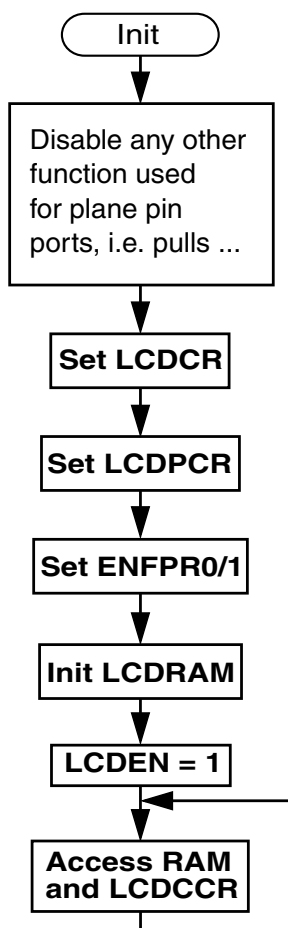 Init
Disable any other
function used
for plane pin
ports, i.e. pulls ...
Set LCDCR
Set LCDPCR
Set ENFPR0/1
Init LCDRAM
LCDEN = 1
Access RAM
and LCDCCR